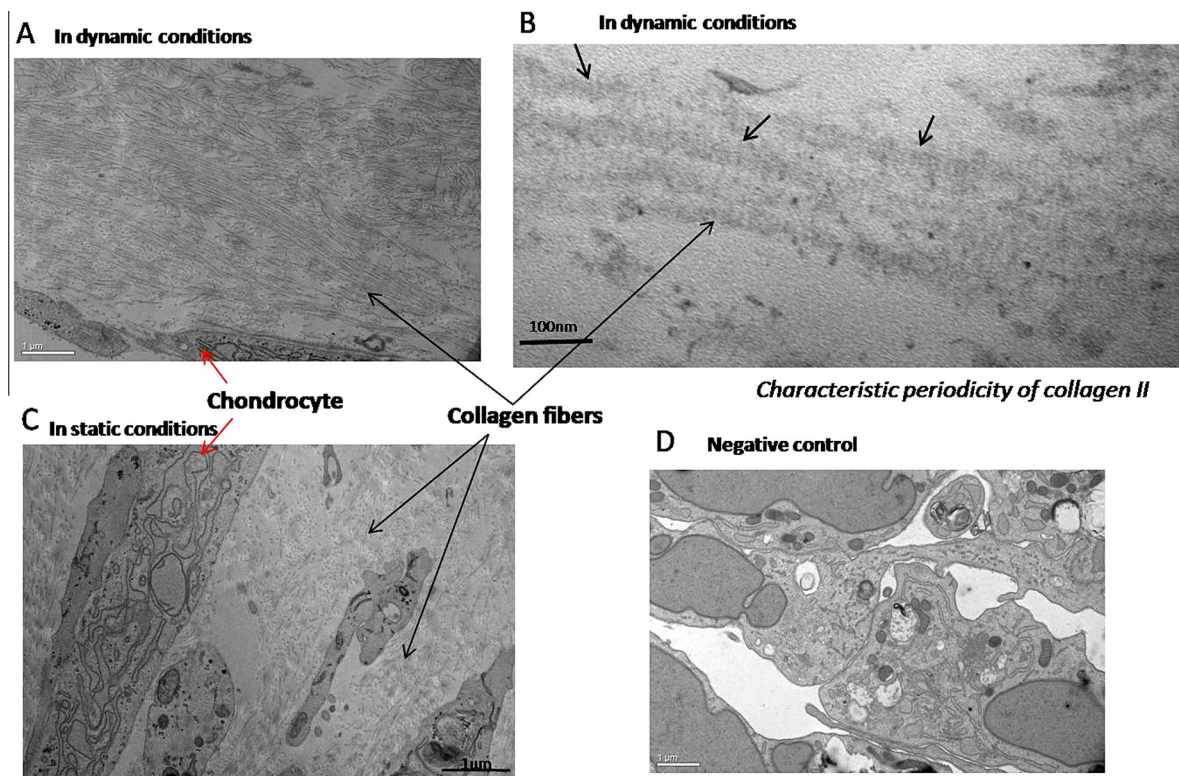 A In dynamic conditions
B In dynamic conditions
1 µm
100nm
Characteristic periodicity of collagen II
Chondrocyte
Collagen fibers
C In static conditions
D Negative control
1µm
1 µm